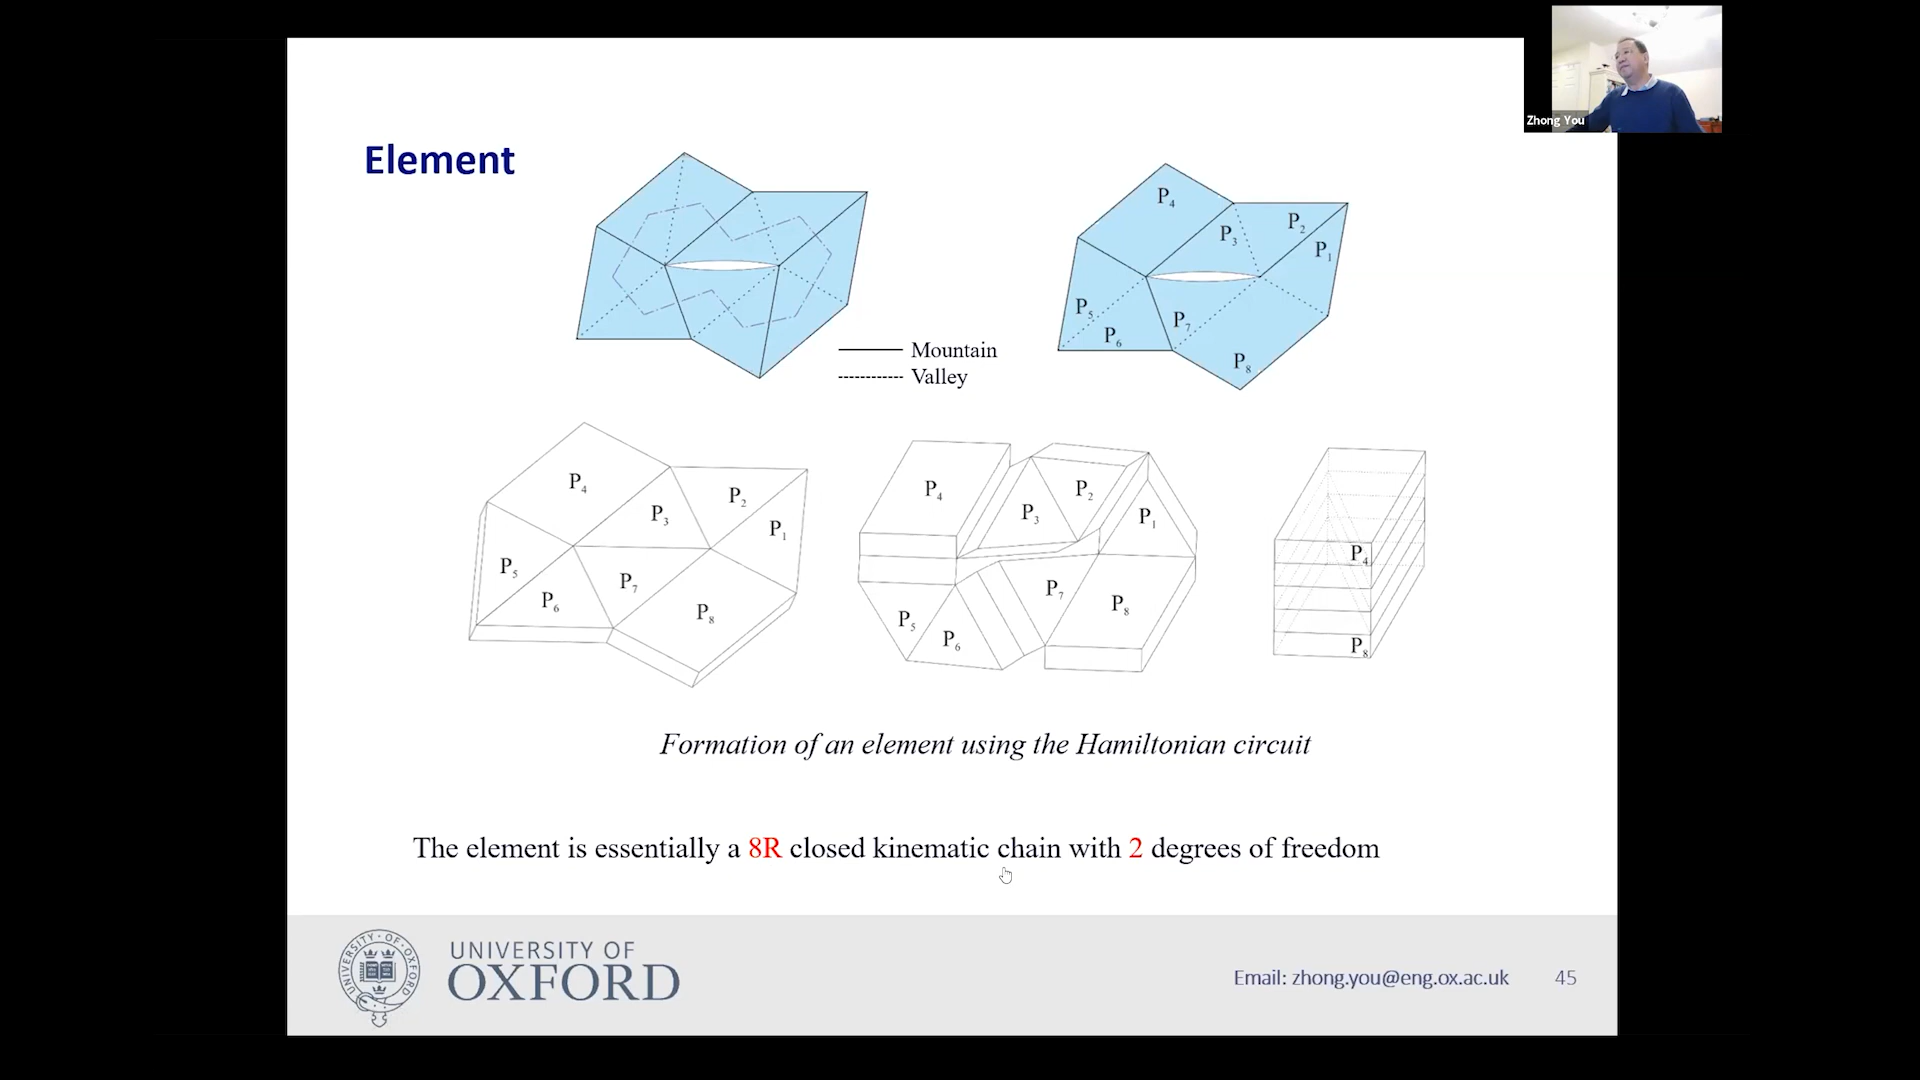 Zhong You
Element
P4
P3
P2
P1
P5
P6
P7
P8
Mountain
Valley
P4
P3
P2
P1
P5
P6
P7
P8
P4
P3
P2
P1
P5
P6
P7
P8
P4
P8
Formation of an element using the Hamiltonian circuit
The element is essentially a 8R closed kinematic chain with 2 degrees of freedom
UNIVERSITY OF OXFORD
UNIVERSITY OF
OXFORD
Email: zhong.you@eng.ox.ac.uk 45